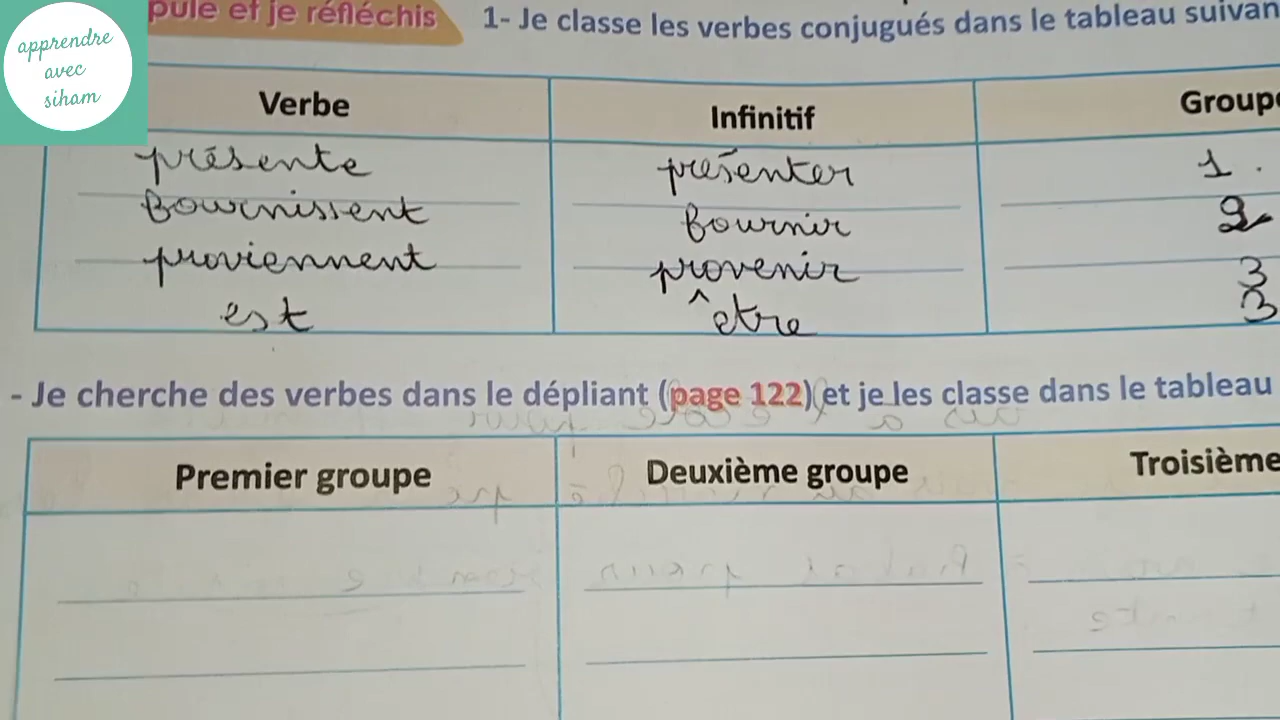 apprendre
avec
siham
pule et je réfléchis
1- Je classe les verbes conjugués dans le tableau suivan
Verbe Infinitif Groupe
présente présenter 1.
fournissent fournir 2
proviennent provenir 3
est être 3
- Je cherche des verbes dans le dépliant (page 122) et je les classe dans le tableau
Premier groupe Deuxième groupe Troisième